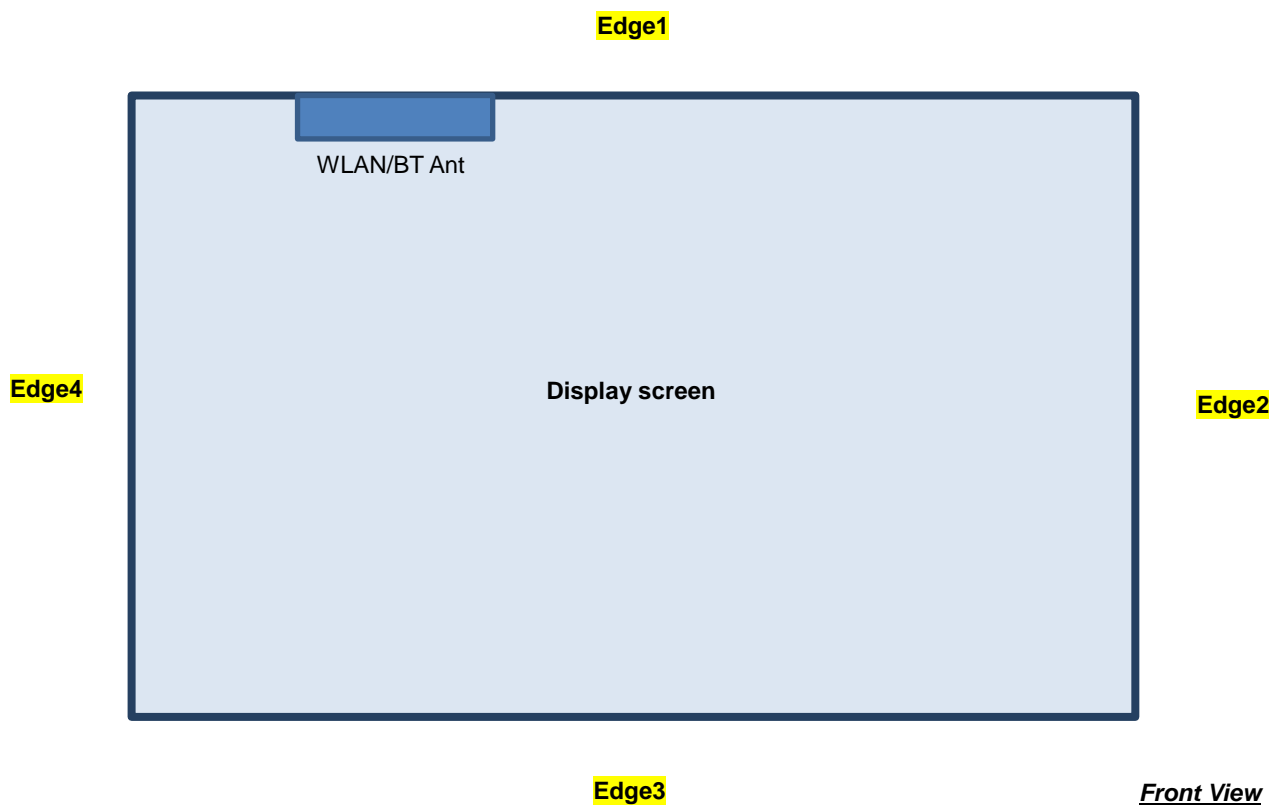 Edge1
WLAN/BT Ant
Edge4
Display screen
Edge2
Edge3
Front View